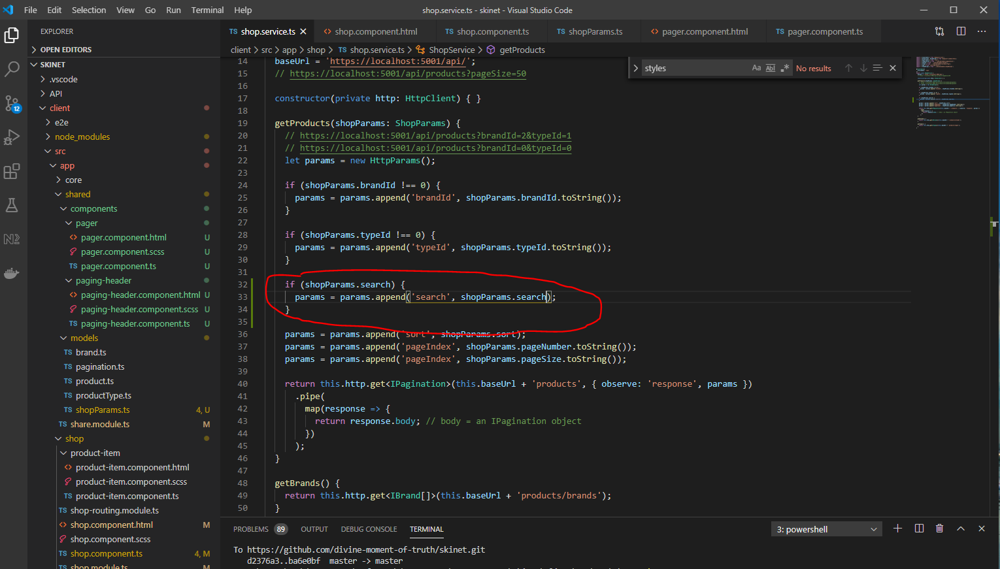 File Edit Selection View Go Run Terminal Help
shop.service.ts - skinet - Visual Studio Code
EXPLORER
OPEN EDITORS
SKINET
.vscode
API
client
e2e
node_modules
src
app
core
shared
components
pager
pager.component.html U
pager.component.scss U
pager.component.ts U
paging-header
paging-header.component.html U
paging-header.component.scss U
paging-header.component.ts U
models
brand.ts
pagination.ts
product.ts
productType.ts
shopParams.ts 4, U
share.module.ts M
shop
product-item
product-item.component.html
product-item.component.scss
product-item.component.ts
shop-routing.module.ts
shop.component.html M
shop.component.scss
shop.component.ts 4, M
shop.module.ts M
12
TS shop.service.ts
shop.component.html
TS shop.component.ts
TS shopParams.ts
pager.component.html
TS pager.component.ts
client > src > app > shop > TS shop.service.ts > ShopService > getProducts
styles Aa Abl .* No results
14 baseUrl = 'https://localhost:5001/api/';
15 // https://localhost:5001/api/products?pageSize=50
16
17 constructor(private http: HttpClient) { }
18
19 getProducts(shopParams: ShopParams) {
20 // https://localhost:5001/api/products?brandId=2&typeId=1
21 // https://localhost:5001/api/products?brandId=0&typeId=0
22 let params = new HttpParams();
23
24 if (shopParams.brandId !== 0) {
25 params = params.append('brandId', shopParams.brandId.toString());
26 }
27
28 if (shopParams.typeId !== 0) {
29 params = params.append('typeId', shopParams.typeId.toString());
30 }
31
32 if (shopParams.search) {
33 params = params.append('search', shopParams.search);
34 }
35
36 params = params.append('sort', shopParams.sort);
37 params = params.append('pageIndex', shopParams.pageNumber.toString());
38 params = params.append('pageIndex', shopParams.pageSize.toString());
39
40 return this.http.get<IPagination>(this.baseUrl + 'products', { observe: 'response', params })
41 .pipe(
42 map(response => {
43 return response.body; // body = an IPagination object
44 })
45 );
46 }
47
48 getBrands() {
49 return this.http.get<IBrand[]>(this.baseUrl + 'products/brands');
50 }
PROBLEMS 89 OUTPUT DEBUG CONSOLE TERMINAL 3: powershell
To https://github.com/divine-moment-of-truth/skinet.git
d2376a3..ba6e0bf master -> master